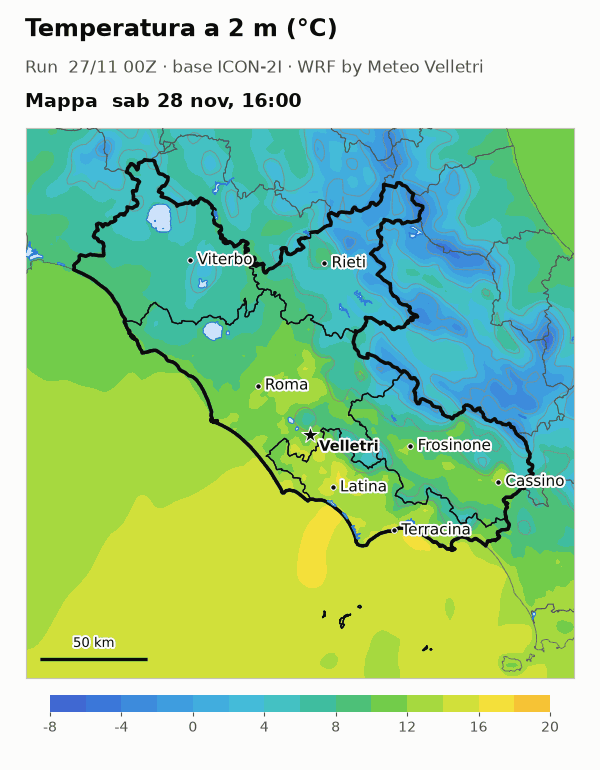 Temperatura a 2 m (°C)
Run  27/11 00Z · base ICON-2I · WRF by Meteo Velletri
Mappa  sab 28 nov, 16:00
Viterbo
Rieti
Roma
Velletri
Frosinone
Cassino
Latina
Terracina
50 km
-8 -4 0 4 8 12 16 20